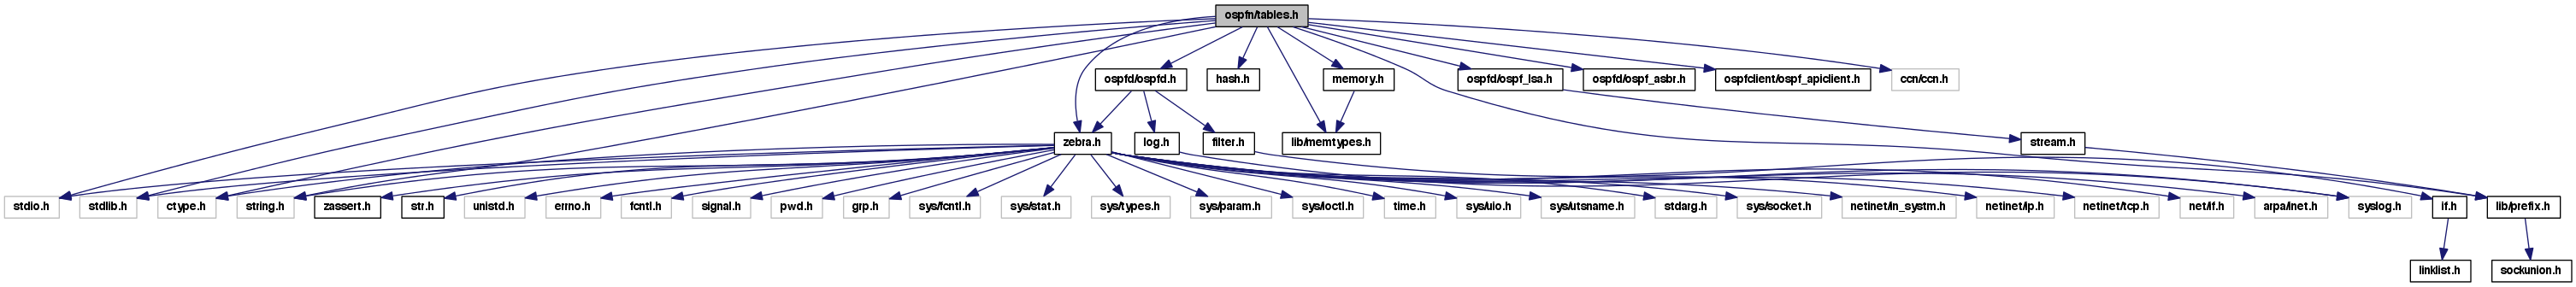 ospfn/tables.h
ospfd/ospfd.h
hash.h
memory.h
ospfd/ospf_lsa.h
ospfd/ospf_asbr.h
ospfclient/ospf_apiclient.h
ccn/ccn.h
zebra.h
log.h
filter.h
lib/memtypes.h
stream.h
stdio.h
stdlib.h
ctype.h
string.h
zassert.h
str.h
unistd.h
errno.h
fcntl.h
signal.h
pwd.h
grp.h
sys/fcntl.h
sys/stat.h
sys/types.h
sys/param.h
sys/ioctl.h
time.h
sys/uio.h
sys/utsname.h
stdarg.h
sys/socket.h
netinet/in_systm.h
netinet/ip.h
netinet/tcp.h
net/if.h
arpa/inet.h
syslog.h
if.h
lib/prefix.h
linklist.h
sockunion.h